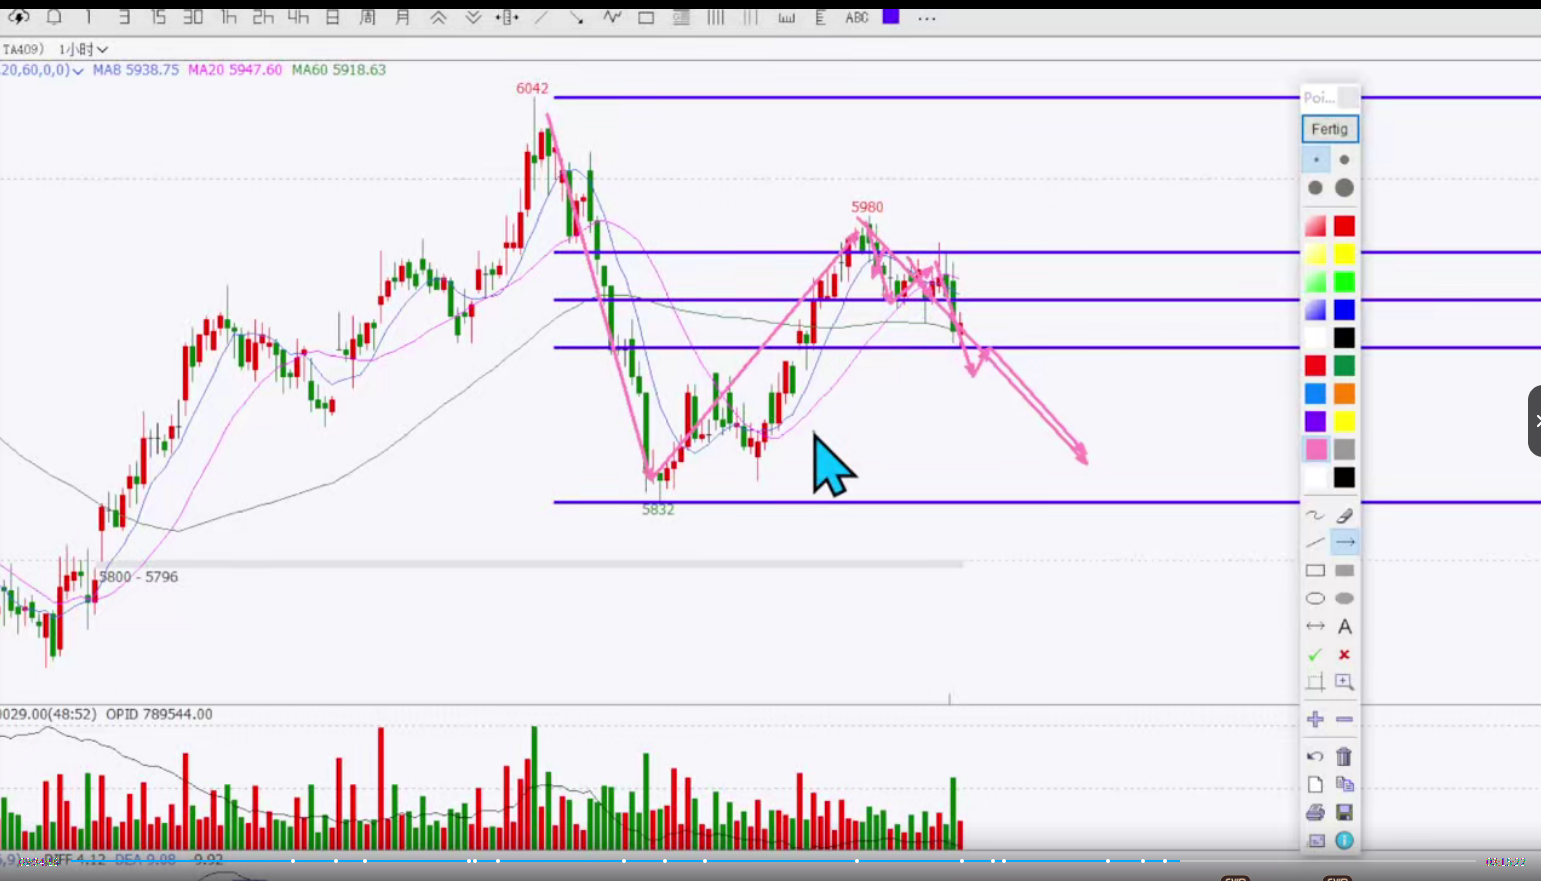 1 3 15 30 1h 2h 4h 日 周 月 ABC
TA409) 1小时
20,60,0,0) MA8 5938.75 MA20 5947.60 MA60 5918.63
6042
Poi...
Fertig
5980
5832
5800 - 5796
A
0029.00(48:52) OPID 789544.00
,9) DIFF 4.12 DEA 9.08 -9.92